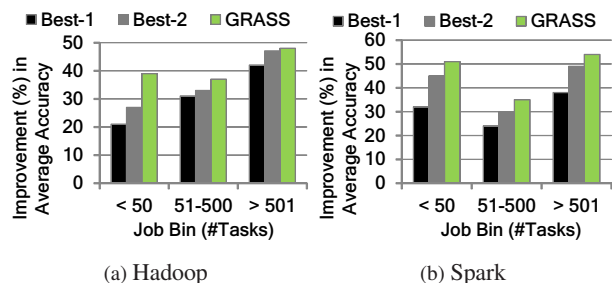 Best-1 Best-2 GRASS
Improvement (%) in
Average Accuracy
50
40
30
20
10
0
< 50 51-500 > 501
Job Bin (#Tasks)
(a) Hadoop
Best-1 Best-2 GRASS
Improvement (%) in
Average Accuracy
60
50
40
30
20
10
0
< 50 51-500 > 501
Job Bin (#Tasks)
(b) Spark